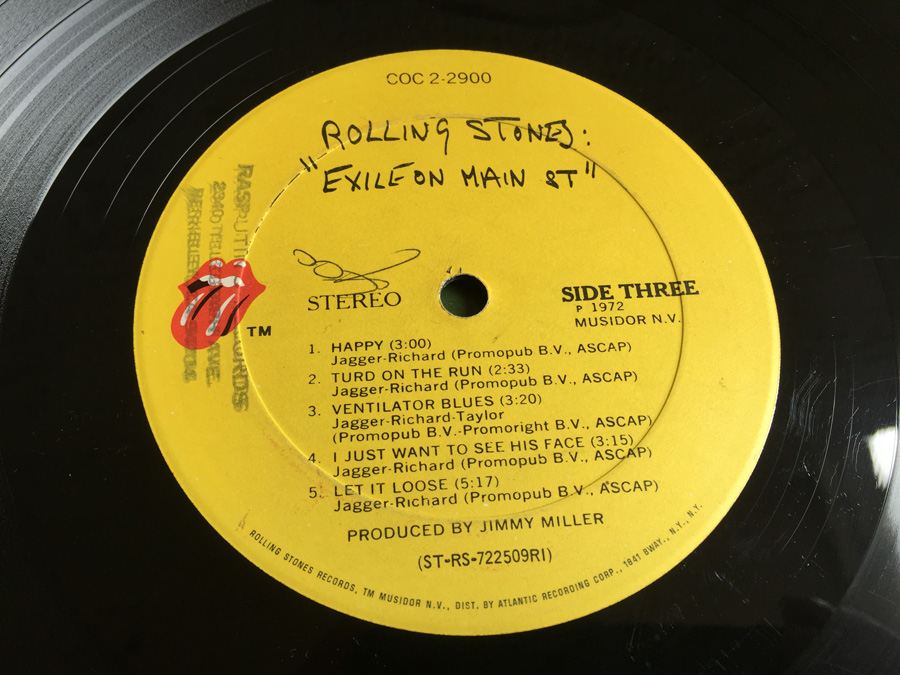 COC 2-2900
ROLLING STONES:
"EXILE ON MAIN ST"
STEREO
SIDE THREE
P 1972
MUSIDOR N.V.
TM
1. HAPPY (3:00)
Jagger-Richard (Promopub B.V., ASCAP)
2. TURD ON THE RUN (2:33)
Jagger-Richard (Promopub B.V., ASCAP)
3. VENTILATOR BLUES (3:20)
Jagger-Richard-Taylor
(Promopub B.V.-Promoright B.V., ASCAP)
4. I JUST WANT TO SEE HIS FACE (3:15)
Jagger-Richard (Promopub B.V., ASCAP)
5. LET IT LOOSE (5:17)
Jagger-Richard (Promopub B.V., ASCAP)
PRODUCED BY JIMMY MILLER
(ST-RS-722509RI)
ROLLING STONES RECORDS, TM MUSIDOR N.V., DIST. BY ATLANTIC RECORDING CORP., 1841 BWAY., N.Y., N.Y.